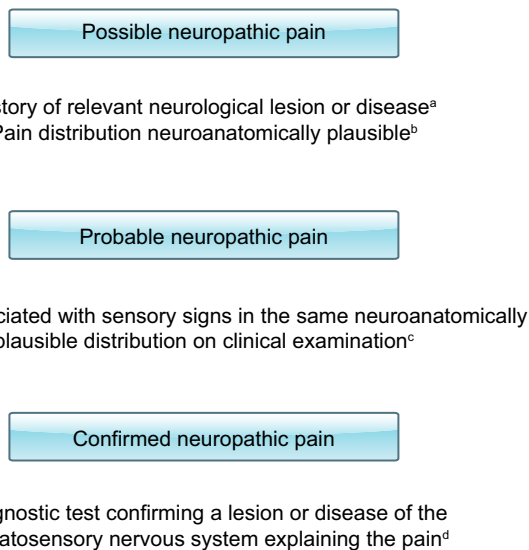 Possible neuropathic pain
story of relevant neurological lesion or diseaseᵃ
Pain distribution neuroanatomically plausibleᵇ
Probable neuropathic pain
ciated with sensory signs in the same neuroanatomically
plausible distribution on clinical examinationᶜ
Confirmed neuropathic pain
gnostic test confirming a lesion or disease of the
atosensory nervous system explaining the painᵈ